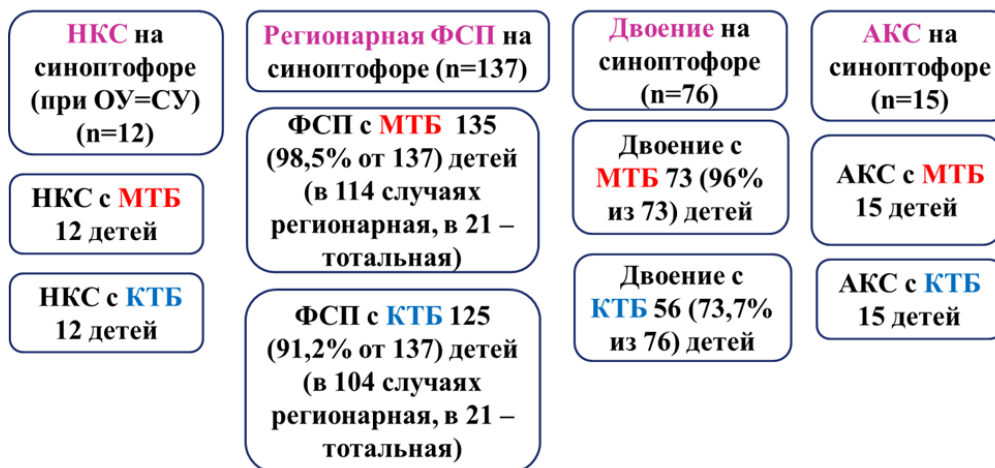 НКС на
синоптофоре
(при ОУ=СУ)
(n=12)
НКС с МТБ
12 детей
НКС с КТБ
12 детей
Регионарная ФСП на
синоптофоре (n=137)
ФСП с МТБ 135
(98,5% от 137) детей
(в 114 случаях
регионарная, в 21 –
тотальная)
ФСП с КТБ 125
(91,2% от 137) детей
(в 104 случаях
регионарная, в 21 –
тотальная)
Двоение на
синоптофоре
(n=76)
Двоение с
МТБ 73 (96%
из 73) детей
Двоение с
КТБ 56 (73,7%
из 76) детей
АКС на
синоптофоре
(n=15)
АКС с МТБ
15 детей
АКС с КТБ
15 детей